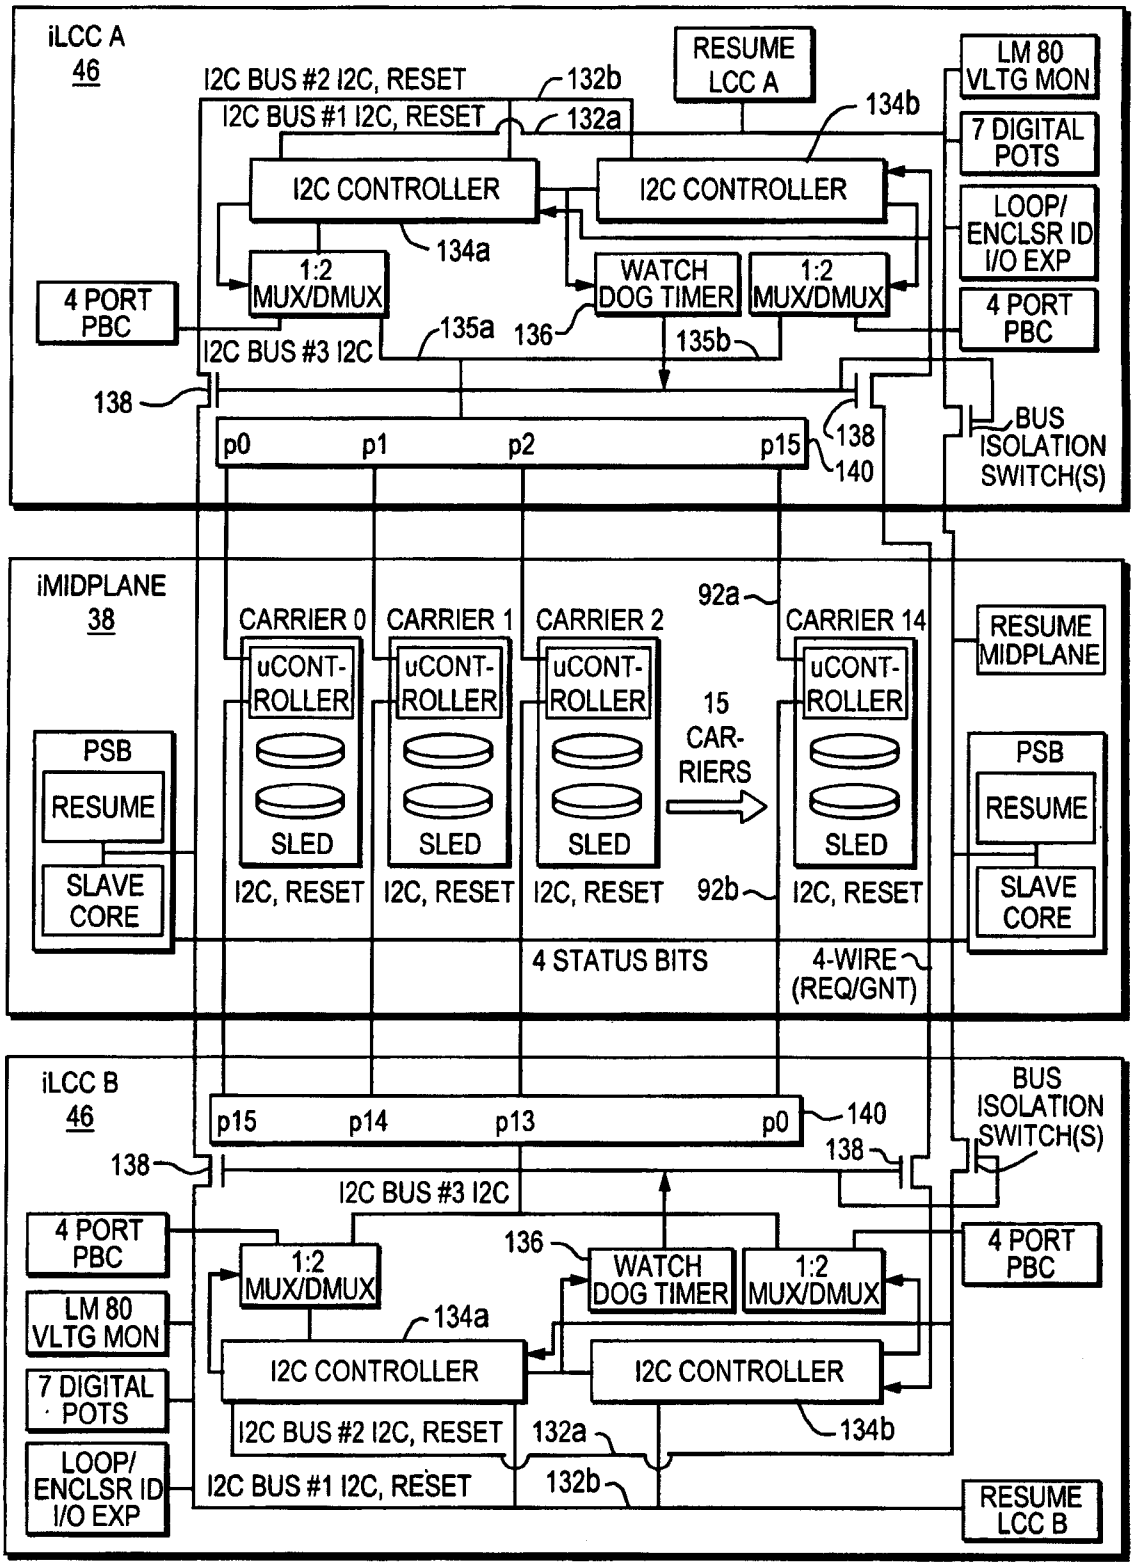 iLCC A
46
I2C BUS #2 I2C, RESET
132b
RESUME
LCC A
LM 80
VLTG MON
I2C BUS #1 I2C, RESET
132a
134b
7 DIGITAL
POTS
I2C CONTROLLER
I2C CONTROLLER
LOOP/
ENCLSR ID
I/O EXP
134a
1:2
MUX/DMUX
WATCH
DOG TIMER
1:2
MUX/DMUX
4 PORT
PBC
4 PORT
PBC
135a
136
135b
I2C BUS #3 I2C
138
138
BUS
ISOLATION
SWITCH(S)
p0
p1
p2
p15
140
iMIDPLANE
38
92a
CARRIER 0
CARRIER 1
CARRIER 2
CARRIER 14
RESUME
MIDPLANE
uCONT-
ROLLER
uCONT-
ROLLER
uCONT-
ROLLER
uCONT-
ROLLER
15
CAR-
RIERS
PSB
RESUME
SLAVE
CORE
PSB
RESUME
SLAVE
CORE
SLED
SLED
SLED
SLED
I2C, RESET
I2C, RESET
I2C, RESET
92b
I2C, RESET
4 STATUS BITS
4-WIRE
(REQ/GNT)
iLCC B
46
BUS
ISOLATION
SWITCH(S)
p15
p14
p13
p0
140
138
138
I2C BUS #3 I2C
4 PORT
PBC
1:2
MUX/DMUX
136
WATCH
DOG TIMER
1:2
MUX/DMUX
4 PORT
PBC
LM 80
VLTG MON
134a
I2C CONTROLLER
I2C CONTROLLER
7 DIGITAL
POTS
I2C BUS #2 I2C, RESET
132a
134b
LOOP/
ENCLSR ID
I/O EXP
I2C BUS #1 I2C, RESET
132b
RESUME
LCC B